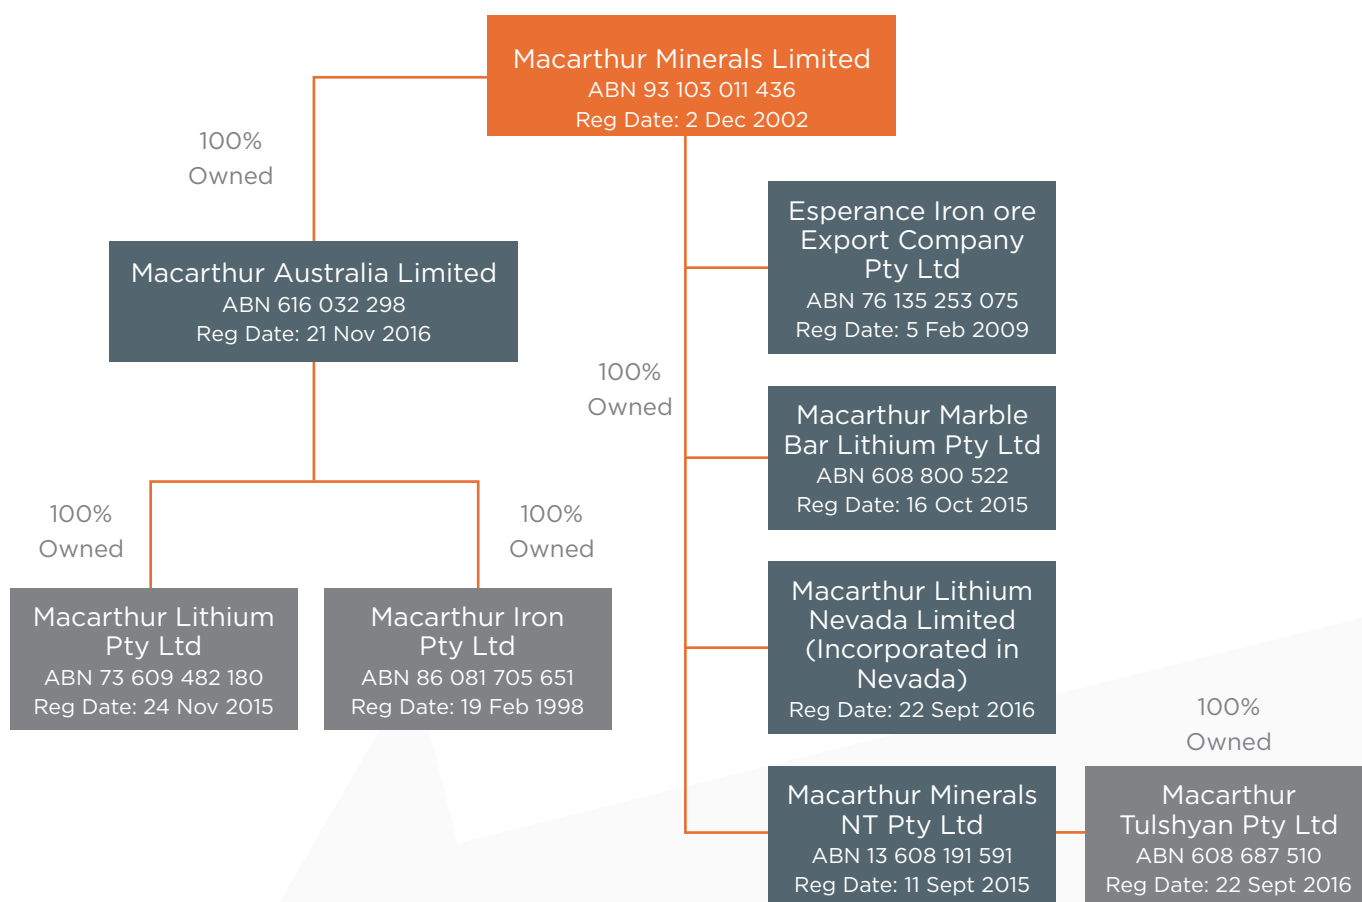 Macarthur Minerals Limited
ABN 93 103 011 436
Reg Date: 2 Dec 2002
100%
Owned
Macarthur Australia Limited
ABN 616 032 298
Reg Date: 21 Nov 2016
100%
Owned
Macarthur Lithium
Pty Ltd
ABN 73 609 482 180
Reg Date: 24 Nov 2015
100%
Owned
Macarthur Iron
Pty Ltd
ABN 86 081 705 651
Reg Date: 19 Feb 1998
100%
Owned
Esperance Iron ore
Export Company
Pty Ltd
ABN 76 135 253 075
Reg Date: 5 Feb 2009
Macarthur Marble
Bar Lithium Pty Ltd
ABN 608 800 522
Reg Date: 16 Oct 2015
Macarthur Lithium
Nevada Limited
(Incorporated in
Nevada)
Reg Date: 22 Sept 2016
Macarthur Minerals
NT Pty Ltd
ABN 13 608 191 591
Reg Date: 11 Sept 2015
100%
Owned
Macarthur
Tulshyan Pty Ltd
ABN 608 687 510
Reg Date: 22 Sept 2016